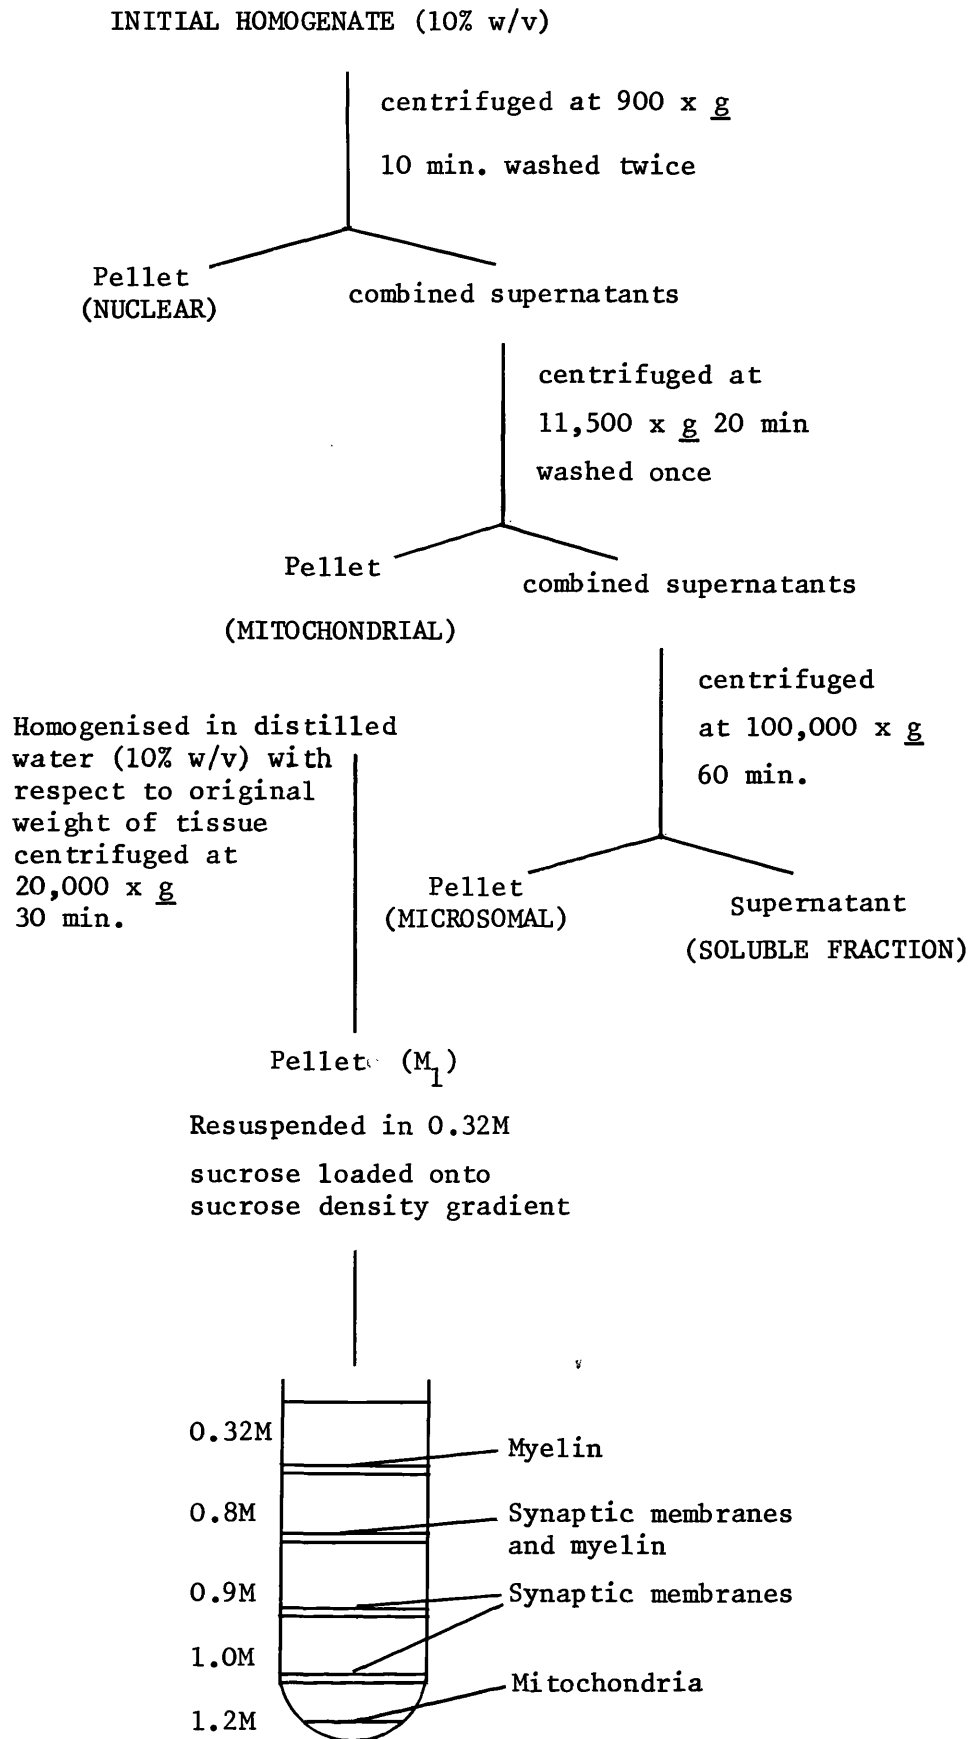 INITIAL HOMOGENATE (10% w/v)
centrifuged at 900 x g
10 min. washed twice
Pellet
(NUCLEAR)
combined supernatants
centrifuged at
11,500 x g 20 min
washed once
Pellet
(MITOCHONDRIAL)
combined supernatants
centrifuged
at 100,000 x g
60 min.
Homogenised in distilled
water (10% w/v) with
respect to original
weight of tissue
centrifuged at
20,000 x g
30 min.
Pellet
(MICROSOMAL)
Supernatant
(SOLUBLE FRACTION)
Pellet (M1)
Resuspended in 0.32M
sucrose loaded onto
sucrose density gradient
0.32M
Myelin
0.8M
Synaptic membranes
and myelin
0.9M
Synaptic membranes
1.0M
Mitochondria
1.2M